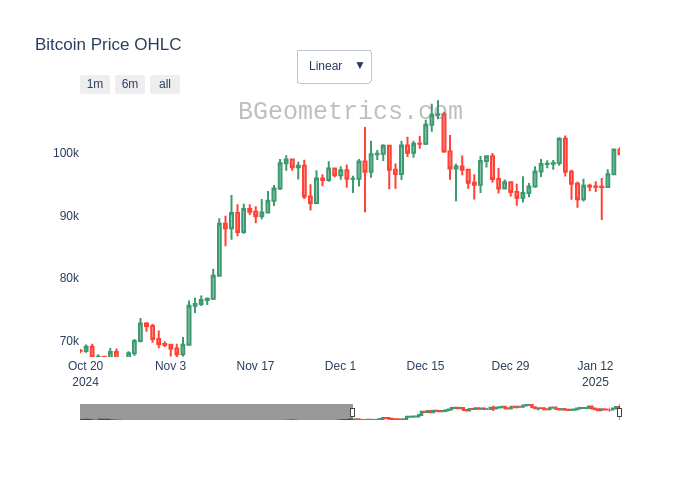 Bitcoin Price OHLC
Linear ▼
1m 6m all
BGeometrics.com
100k
90k
80k
70k
Oct 20 Nov 3 Nov 17 Dec 1 Dec 15 Dec 29 Jan 12
2024 2025